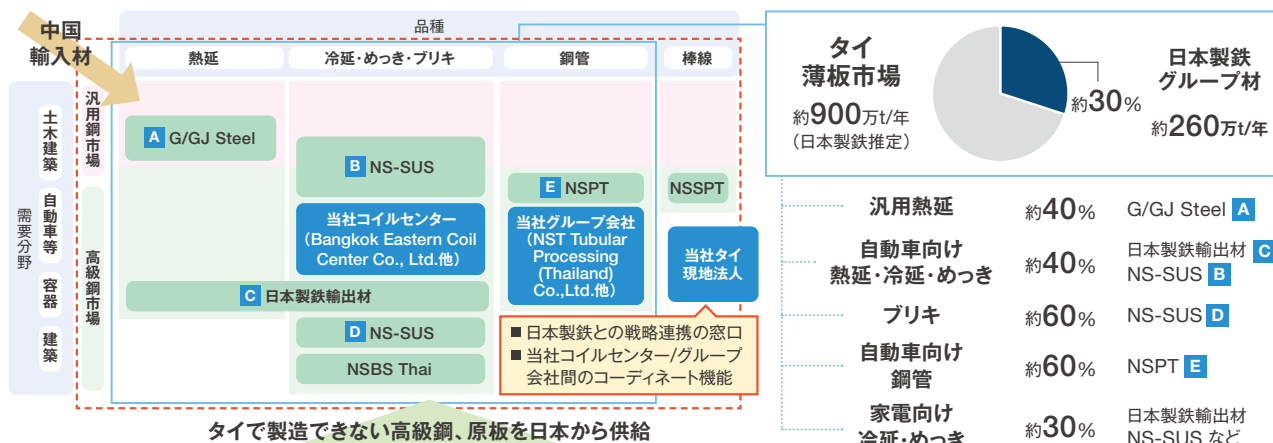 中国
輸入材
品種
熱延
冷延・めっき・ブリキ
鋼管
棒線
需要分野
土木建築
自動車等
容器
建築
汎用鋼市場
高級鋼市場
A G/GJ Steel
B NS-SUS
当社コイルセンター
(Bangkok Eastern Coil
Center Co., Ltd.他)
C 日本製鉄輸出材
D NS-SUS
NSBS Thai
E NSPT
当社グループ会社
(NST Tubular
Processing
(Thailand)
Co.,Ltd.他)
NSSPT
当社タイ
現地法人
■ 日本製鉄との戦略連携の窓口
■ 当社コイルセンター/グループ
会社間のコーディネート機能
タイで製造できない高級鋼、原板を日本から供給
タイ
薄板市場
約900万t/年
(日本製鉄推定)
約30%
日本製鉄
グループ材
約260万t/年
汎用熱延 約40% G/GJ Steel A
自動車向け
熱延・冷延・めっき
約40%
日本製鉄輸出材 C
NS-SUS B
ブリキ 約60% NS-SUS D
自動車向け
鋼管
約60%
NSPT E
家電向け
冷延・めっき
約30%
日本製鉄輸出材
NS-SUS など